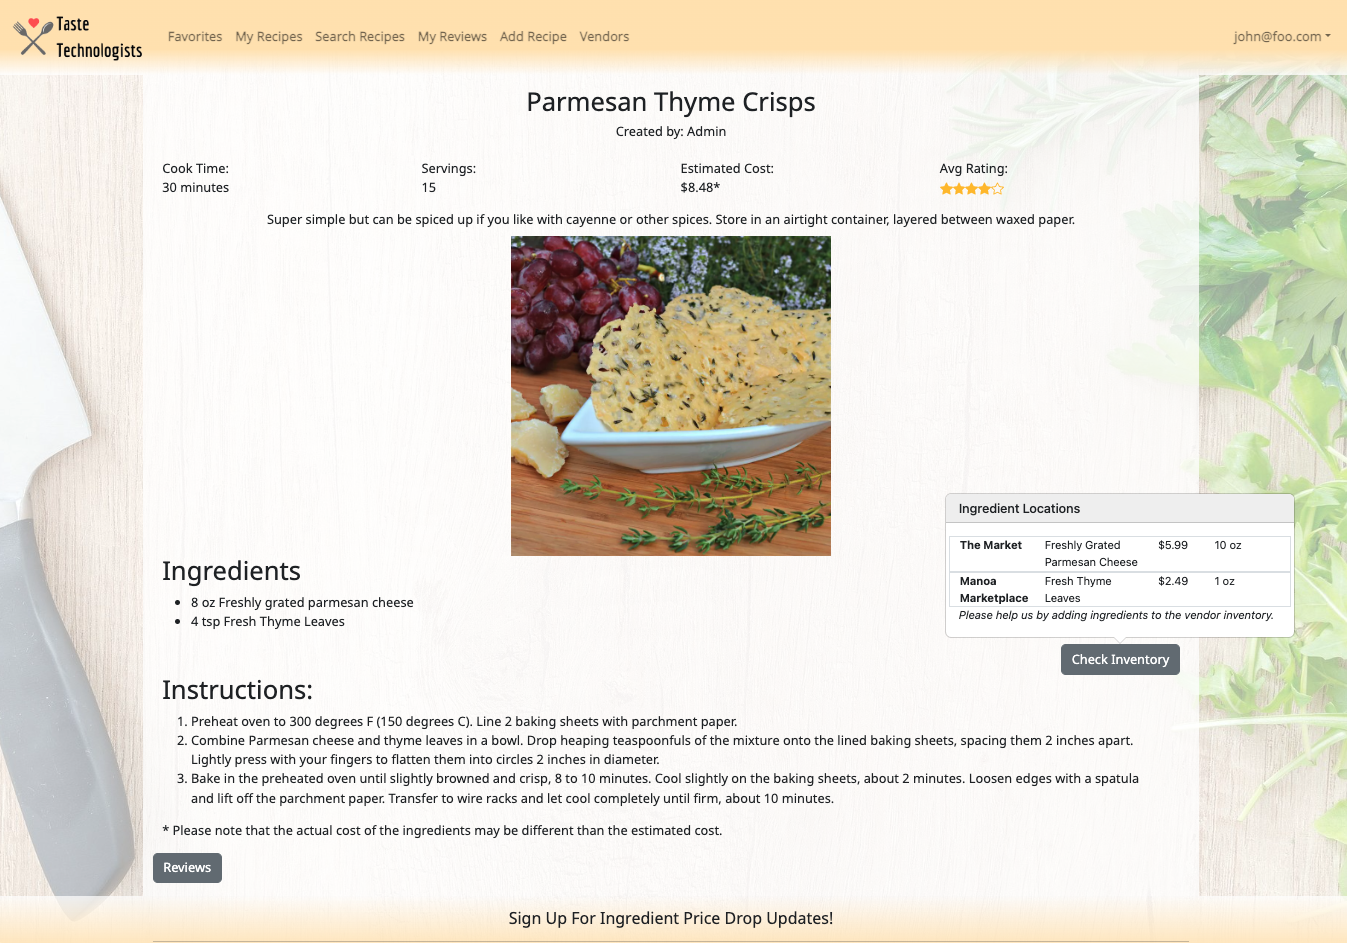 Taste
Technologists
Favorites My Recipes Search Recipes My Reviews Add Recipe Vendors john@foo.com
Parmesan Thyme Crisps
Created by: Admin
Cook Time: Servings: Estimated Cost: Avg Rating:
30 minutes 15 $8.48*
Super simple but can be spiced up if you like with cayenne or other spices. Store in an airtight container, layered between waxed paper.
Ingredient Locations
The Market Freshly Grated $5.99 10 oz
Parmesan Cheese
Manoa Fresh Thyme $2.49 1 oz
Marketplace Leaves
Please help us by adding ingredients to the vendor inventory.
Check Inventory
Ingredients
• 8 oz Freshly grated parmesan cheese
• 4 tsp Fresh Thyme Leaves
Instructions:
1. Preheat oven to 300 degrees F (150 degrees C). Line 2 baking sheets with parchment paper.
2. Combine Parmesan cheese and thyme leaves in a bowl. Drop heaping teaspoonfuls of the mixture onto the lined baking sheets, spacing them 2 inches apart.
Lightly press with your fingers to flatten them into circles 2 inches in diameter.
3. Bake in the preheated oven until slightly browned and crisp, 8 to 10 minutes. Cool slightly on the baking sheets, about 2 minutes. Loosen edges with a spatula
and lift off the parchment paper. Transfer to wire racks and let cool completely until firm, about 10 minutes.
* Please note that the actual cost of the ingredients may be different than the estimated cost.
Reviews
Sign Up For Ingredient Price Drop Updates!